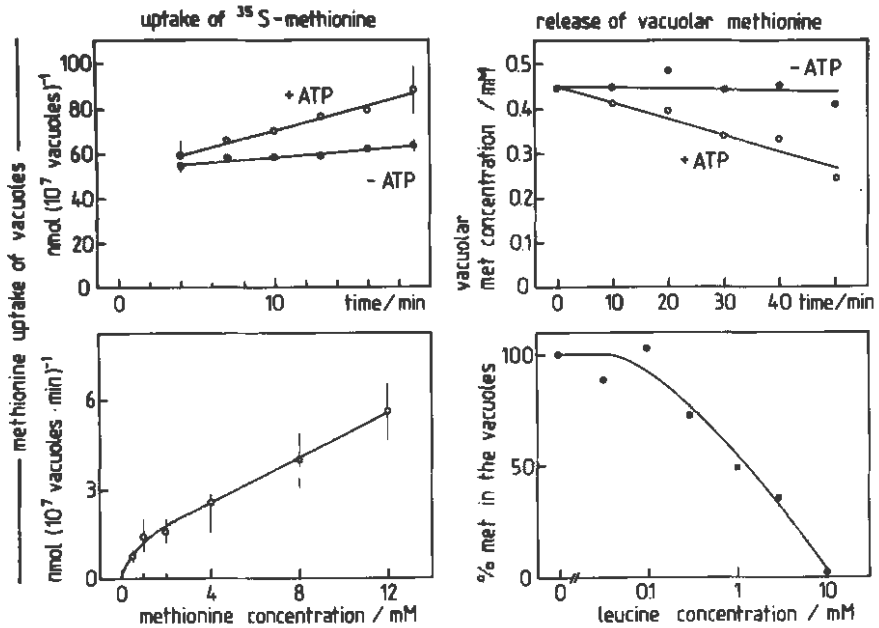 uptake of ³⁵S-methionine
methionine uptake of vacuoles
nmol (10⁷ vacuoles)⁻¹
100
80
60
40
20
0
+ ATP
- ATP
0
10
time/min
release of vacuolar methionine
vacuolar
met concentration / mM
0.5
0.4
0.3
0.2
0.1
0
- ATP
+ ATP
0
10
20
30
40
time/min
nmol (10⁷ vacuoles · min)⁻¹
6
3
0
0
4
8
12
methionine concentration / mM
% met in the vacuoles
100
50
0
0
0.1
1
10
leucine concentration / mM